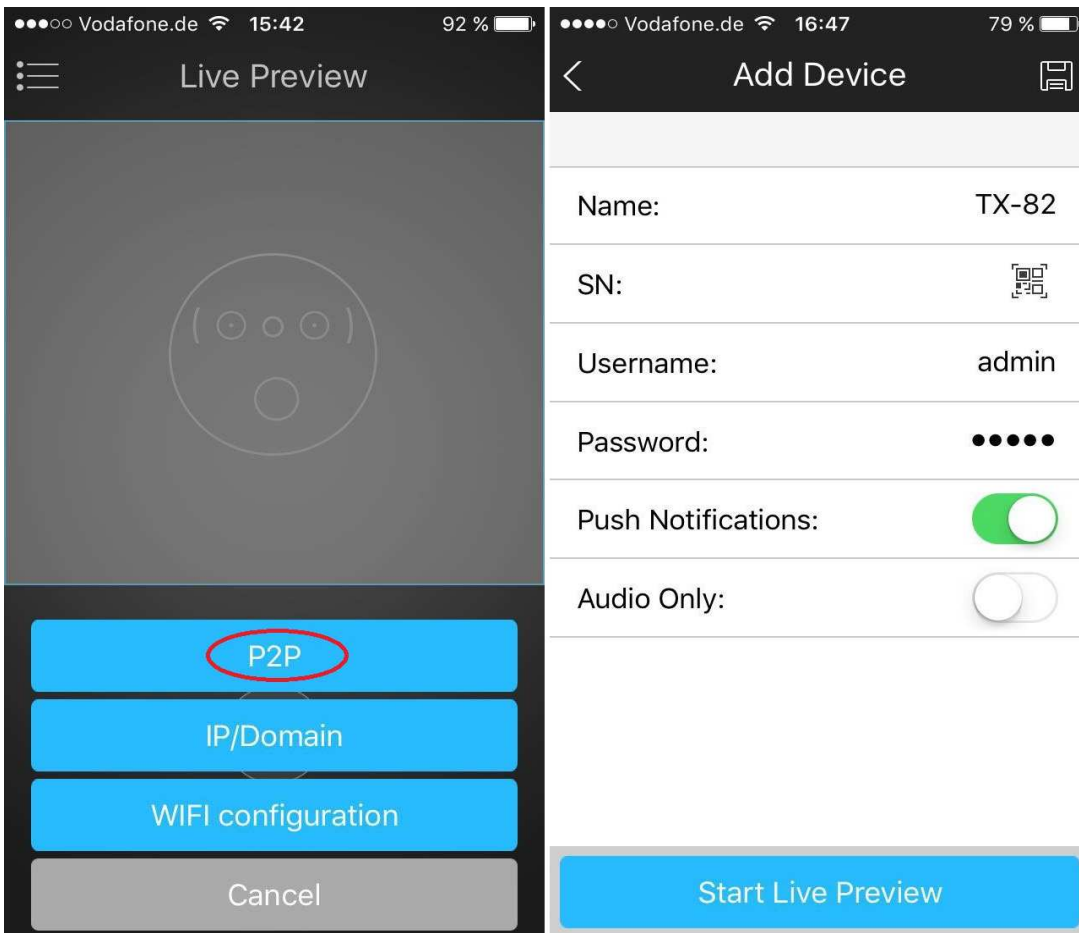 Vodafone.de 15:42 92 %
Live Preview
P2P
IP/Domain
WIFI configuration
Cancel
Vodafone.de 16:47 79 %
Add Device
Name: TX-82
SN:
Username: admin
Password: •••••
Push Notifications:
Audio Only:
Start Live Preview